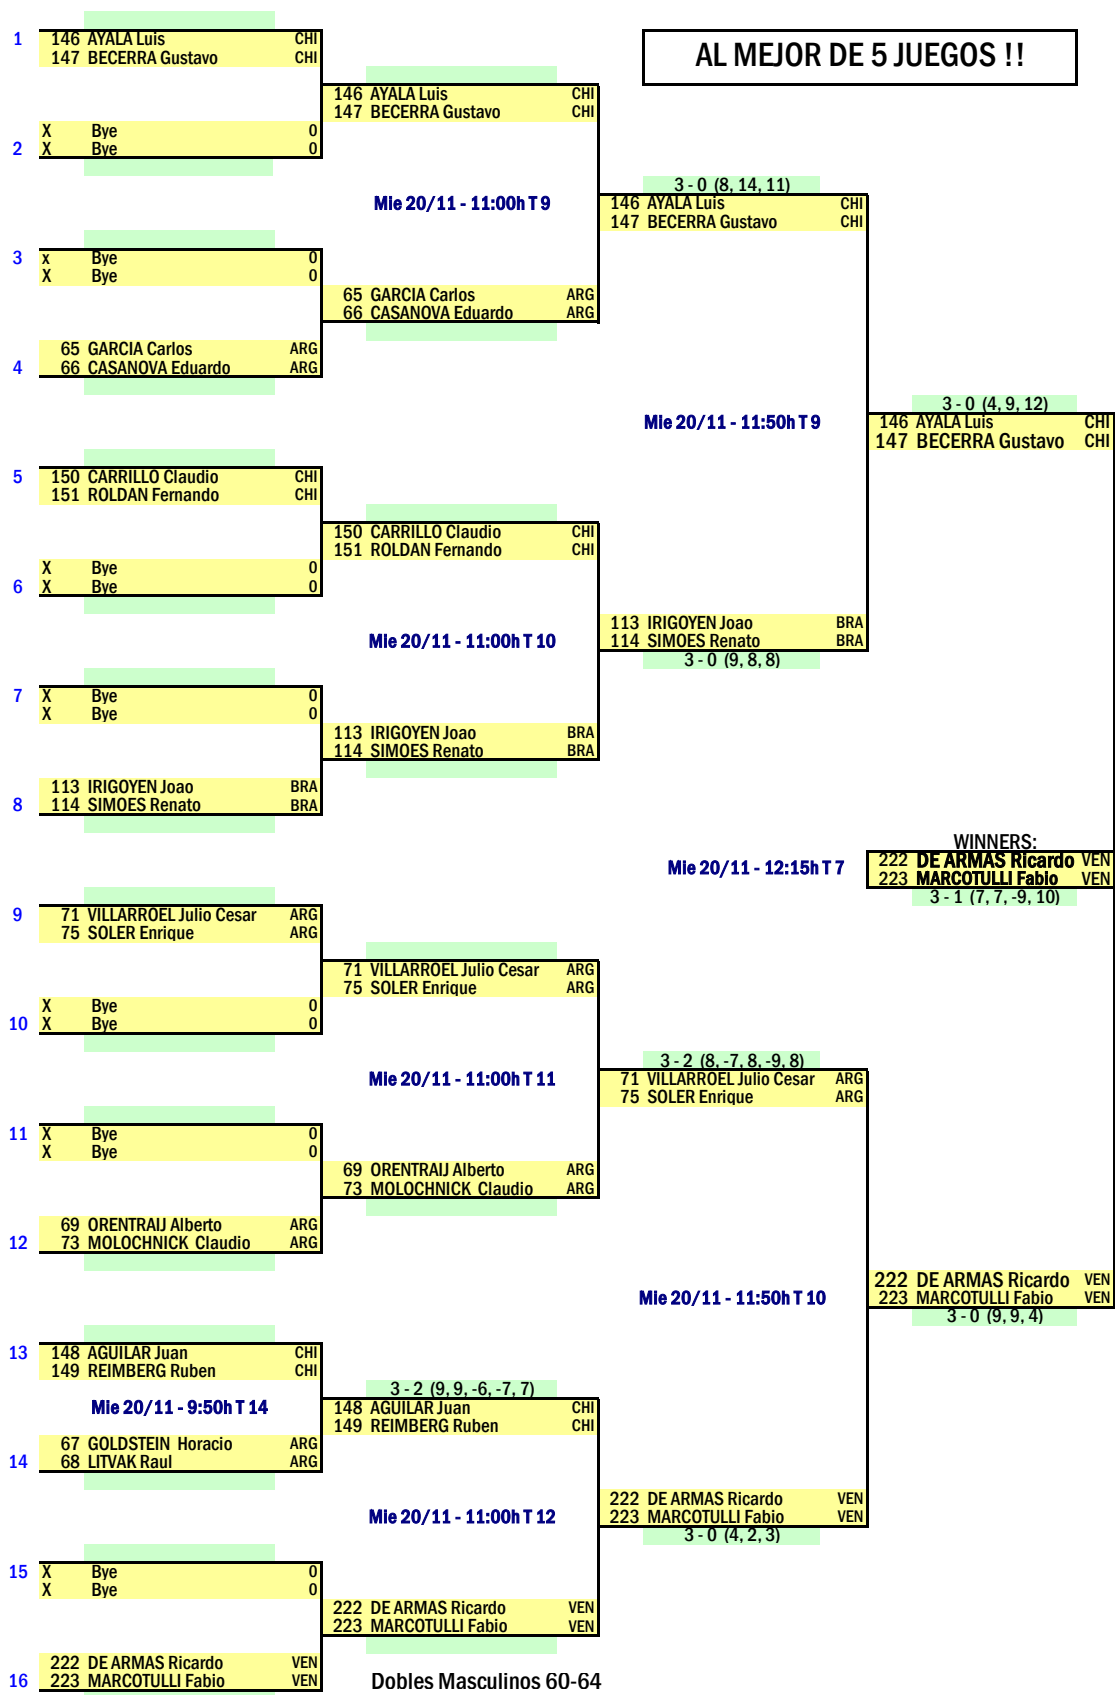 AL MEJOR DE 5 JUEGOS !!
1 146 AYALA Luis CHI
147 BECERRA Gustavo CHI
146 AYALA Luis CHI
147 BECERRA Gustavo CHI
X Bye 0
2 X Bye 0
Mie 20/11 - 11:00h T 9
3 - 0 (8, 14, 11)
146 AYALA Luis CHI
147 BECERRA Gustavo CHI
3 x Bye 0
X Bye 0
65 GARCIA Carlos ARG
66 CASANOVA Eduardo ARG
65 GARCIA Carlos ARG
4 66 CASANOVA Eduardo ARG
Mie 20/11 - 11:50h T 9
3 - 0 (4, 9, 12)
146 AYALA Luis CHI
147 BECERRA Gustavo CHI
5 150 CARRILLO Claudio CHI
151 ROLDAN Fernando CHI
150 CARRILLO Claudio CHI
151 ROLDAN Fernando CHI
X Bye 0
6 X Bye 0
Mie 20/11 - 11:00h T 10
113 IRIGOYEN Joao BRA
114 SIMOES Renato BRA
3 - 0 (9, 8, 8)
7 X Bye 0
X Bye 0
113 IRIGOYEN Joao BRA
114 SIMOES Renato BRA
113 IRIGOYEN Joao BRA
8 114 SIMOES Renato BRA
Mie 20/11 - 12:15h T 7
WINNERS:
222 DE ARMAS Ricardo VEN
223 MARCOTULLI Fabio VEN
3 - 1 (7, 7, -9, 10)
9 71 VILLARROEL Julio Cesar ARG
75 SOLER Enrique ARG
71 VILLARROEL Julio Cesar ARG
75 SOLER Enrique ARG
X Bye 0
10 X Bye 0
Mie 20/11 - 11:00h T 11
3 - 2 (8, -7, 8, -9, 8)
71 VILLARROEL Julio Cesar ARG
75 SOLER Enrique ARG
11 X Bye 0
X Bye 0
69 ORENTRAIJ Alberto ARG
73 MOLOCHNICK Claudio ARG
69 ORENTRAIJ Alberto ARG
12 73 MOLOCHNICK Claudio ARG
Mie 20/11 - 11:50h T 10
222 DE ARMAS Ricardo VEN
223 MARCOTULLI Fabio VEN
3 - 0 (9, 9, 4)
13 148 AGUILAR Juan CHI
149 REIMBERG Ruben CHI
Mie 20/11 - 9:50h T 14
3 - 2 (9, 9, -6, -7, 7)
148 AGUILAR Juan CHI
149 REIMBERG Ruben CHI
67 GOLDSTEIN Horacio ARG
14 68 LITVAK Raul ARG
Mie 20/11 - 11:00h T 12
222 DE ARMAS Ricardo VEN
223 MARCOTULLI Fabio VEN
3 - 0 (4, 2, 3)
15 X Bye 0
X Bye 0
222 DE ARMAS Ricardo VEN
223 MARCOTULLI Fabio VEN
222 DE ARMAS Ricardo VEN
16 223 MARCOTULLI Fabio VEN
Dobles Masculinos 60-64